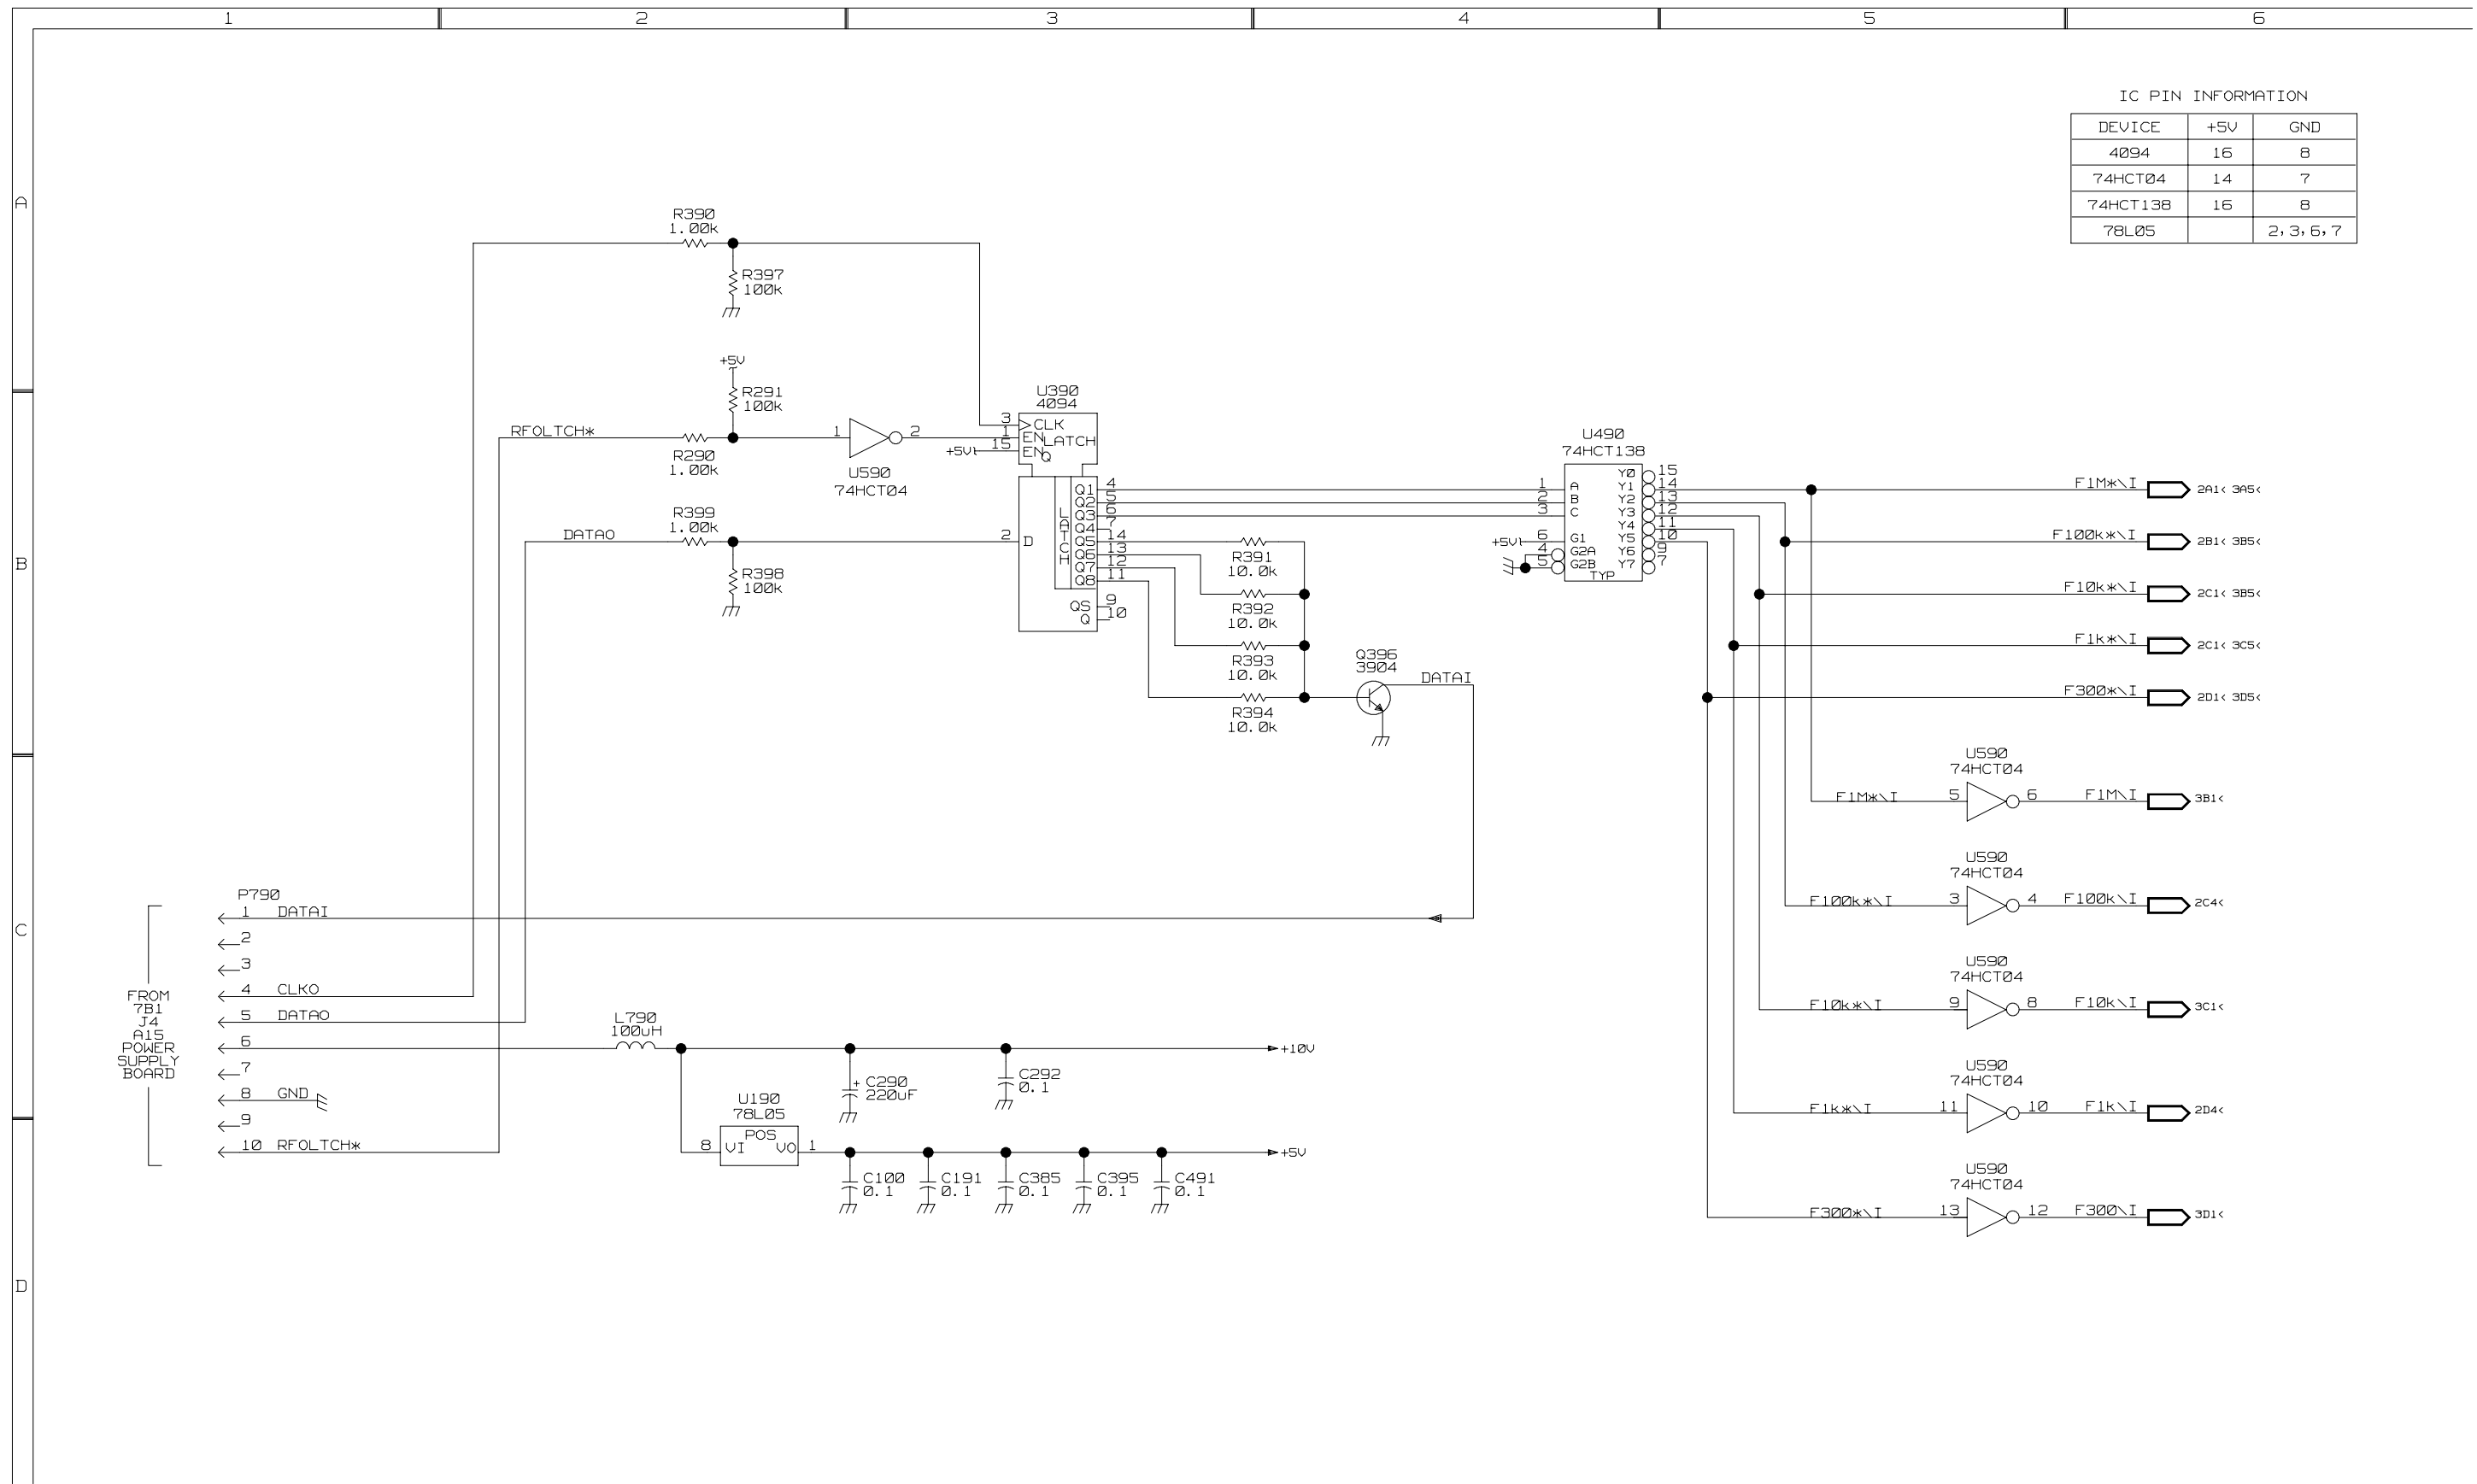 1 2 3 4 5 6
IC PIN INFORMATION
DEVICE +5V GND
4094 16 8
74HCT04 14 7
74HCT138 16 8
78L05 2,3,6,7
A
R390
1.00k
R397
100k
+5V
R291
100k
RFOLTCH*
R290
1.00k
1 2
U590
74HCT04
U390
4094
3 CLK
1 EN LATCH
+5V 15 EN Q
R399
1.00k
DATAO
R398
100k
2 D
LATCH
Q1 4
Q2 5
Q3 6
Q4 7
Q5 14
Q6 13
Q7 12
Q8 11
QS 9
Q 10
R391
10.0k
R392
10.0k
R393
10.0k
R394
10.0k
Q396
3904
DATAI
U490
74HCT138
1 A
2 B
3 C
+5V 6 G1
4 G2A
5 G2B
TYP
Y0 15
Y1 14
Y2 13
Y3 12
Y4 11
Y5 10
Y6 9
Y7 7
F1M*\I 2A1< 3A5<
F100k*\I 2B1< 3B5<
F10k*\I 2C1< 3B5<
F1k*\I 2C1< 3C5<
F300*\I 2D1< 3D5<
B
U590
74HCT04
F1M*\I 5 6 F1M\I 3B1<
U590
74HCT04
F100k*\I 3 4 F100k\I 2C4<
U590
74HCT04
F10k*\I 9 8 F10k\I 3C1<
U590
74HCT04
F1k*\I 11 10 F1k\I 2D4<
U590
74HCT04
F300*\I 13 12 F300\I 3D1<
C
P790
1 DATAI
2
3
4 CLKO
5 DATAO
6
7
8 GND
9
10 RFOLTCH*
FROM
7B1
J4
A15
POWER
SUPPLY
BOARD
L790
100uH
+10V
+ C290
220uF
C292
0.1
U190
78L05
POS
8 VI VO 1
+5V
C100
0.1
C191
0.1
C385
0.1
C395
0.1
C491
0.1
D